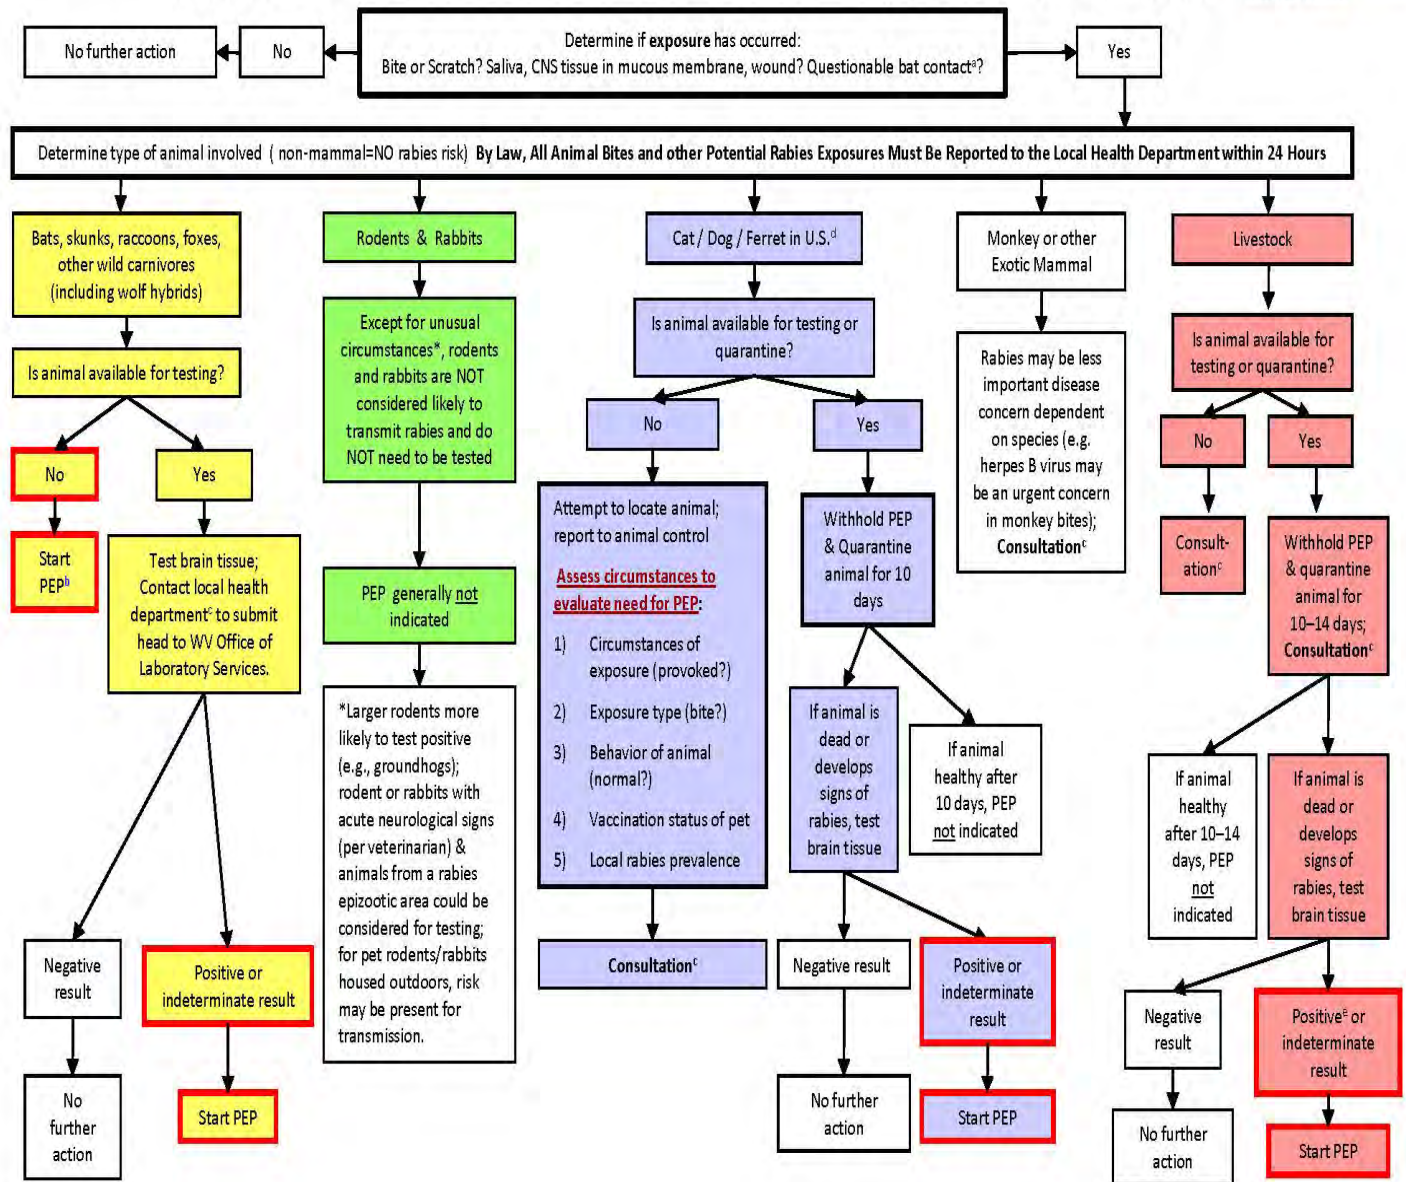 No further action
No
Determine if exposure has occurred:
Bite or Scratch? Saliva, CNS tissue in mucous membrane, wound? Questionable bat contactᵃ?
Yes
Determine type of animal involved ( non-mammal=NO rabies risk) By Law, All Animal Bites and other Potential Rabies Exposures Must Be Reported to the Local Health Department within 24 Hours
Bats, skunks, raccoons, foxes,
other wild carnivores
(including wolf hybrids)
Is animal available for testing?
No
Start
PEPᵇ
Yes
Test brain tissue;
Contact local health
departmentᶜ to submit
head to WV Office of
Laboratory Services.
Negative
result
No
further
action
Positive or
indeterminate result
Start PEP
Rodents & Rabbits
Except for unusual
circumstances*, rodents
and rabbits are NOT
considered likely to
transmit rabies and do
NOT need to be tested
PEP generally not
indicated
*Larger rodents more
likely to test positive
(e.g., groundhogs);
rodent or rabbits with
acute neurological signs
(per veterinarian) &
animals from a rabies
epizootic area could be
considered for testing;
for pet rodents/rabbits
housed outdoors, risk
may be present for
transmission.
Cat / Dog / Ferret in U.S.ᵈ
Is animal available for testing or
quarantine?
No
Attempt to locate animal;
report to animal control
Assess circumstances to
evaluate need for PEP:
1) Circumstances of
exposure (provoked?)
2) Exposure type (bite?)
3) Behavior of animal
(normal?)
4) Vaccination status of pet
5) Local rabies prevalence
Consultationᶜ
Yes
Withhold PEP
& Quarantine
animal for 10
days
If animal is
dead or
develops
signs of
rabies, test
brain tissue
If animal
healthy after
10 days, PEP
not indicated
Negative result
No further
action
Positive or
indeterminate
result
Start PEP
Monkey or other
Exotic Mammal
Rabies may be less
important disease
concern dependent
on species (e.g.
herpes B virus may
be an urgent concern
in monkey bites);
Consultationᶜ
Livestock
Is animal available for
testing or quarantine?
No
Consult-
ationᶜ
Yes
Withhold PEP
& quarantine
animal for
10–14 days;
Consultationᶜ
If animal
healthy
after 10–14
days, PEP
not
indicated
If animal is
dead or
develops
signs of
rabies, test
brain tissue
Negative
result
No further
action
Positiveᵉ or
indeterminate
result
Start PEP